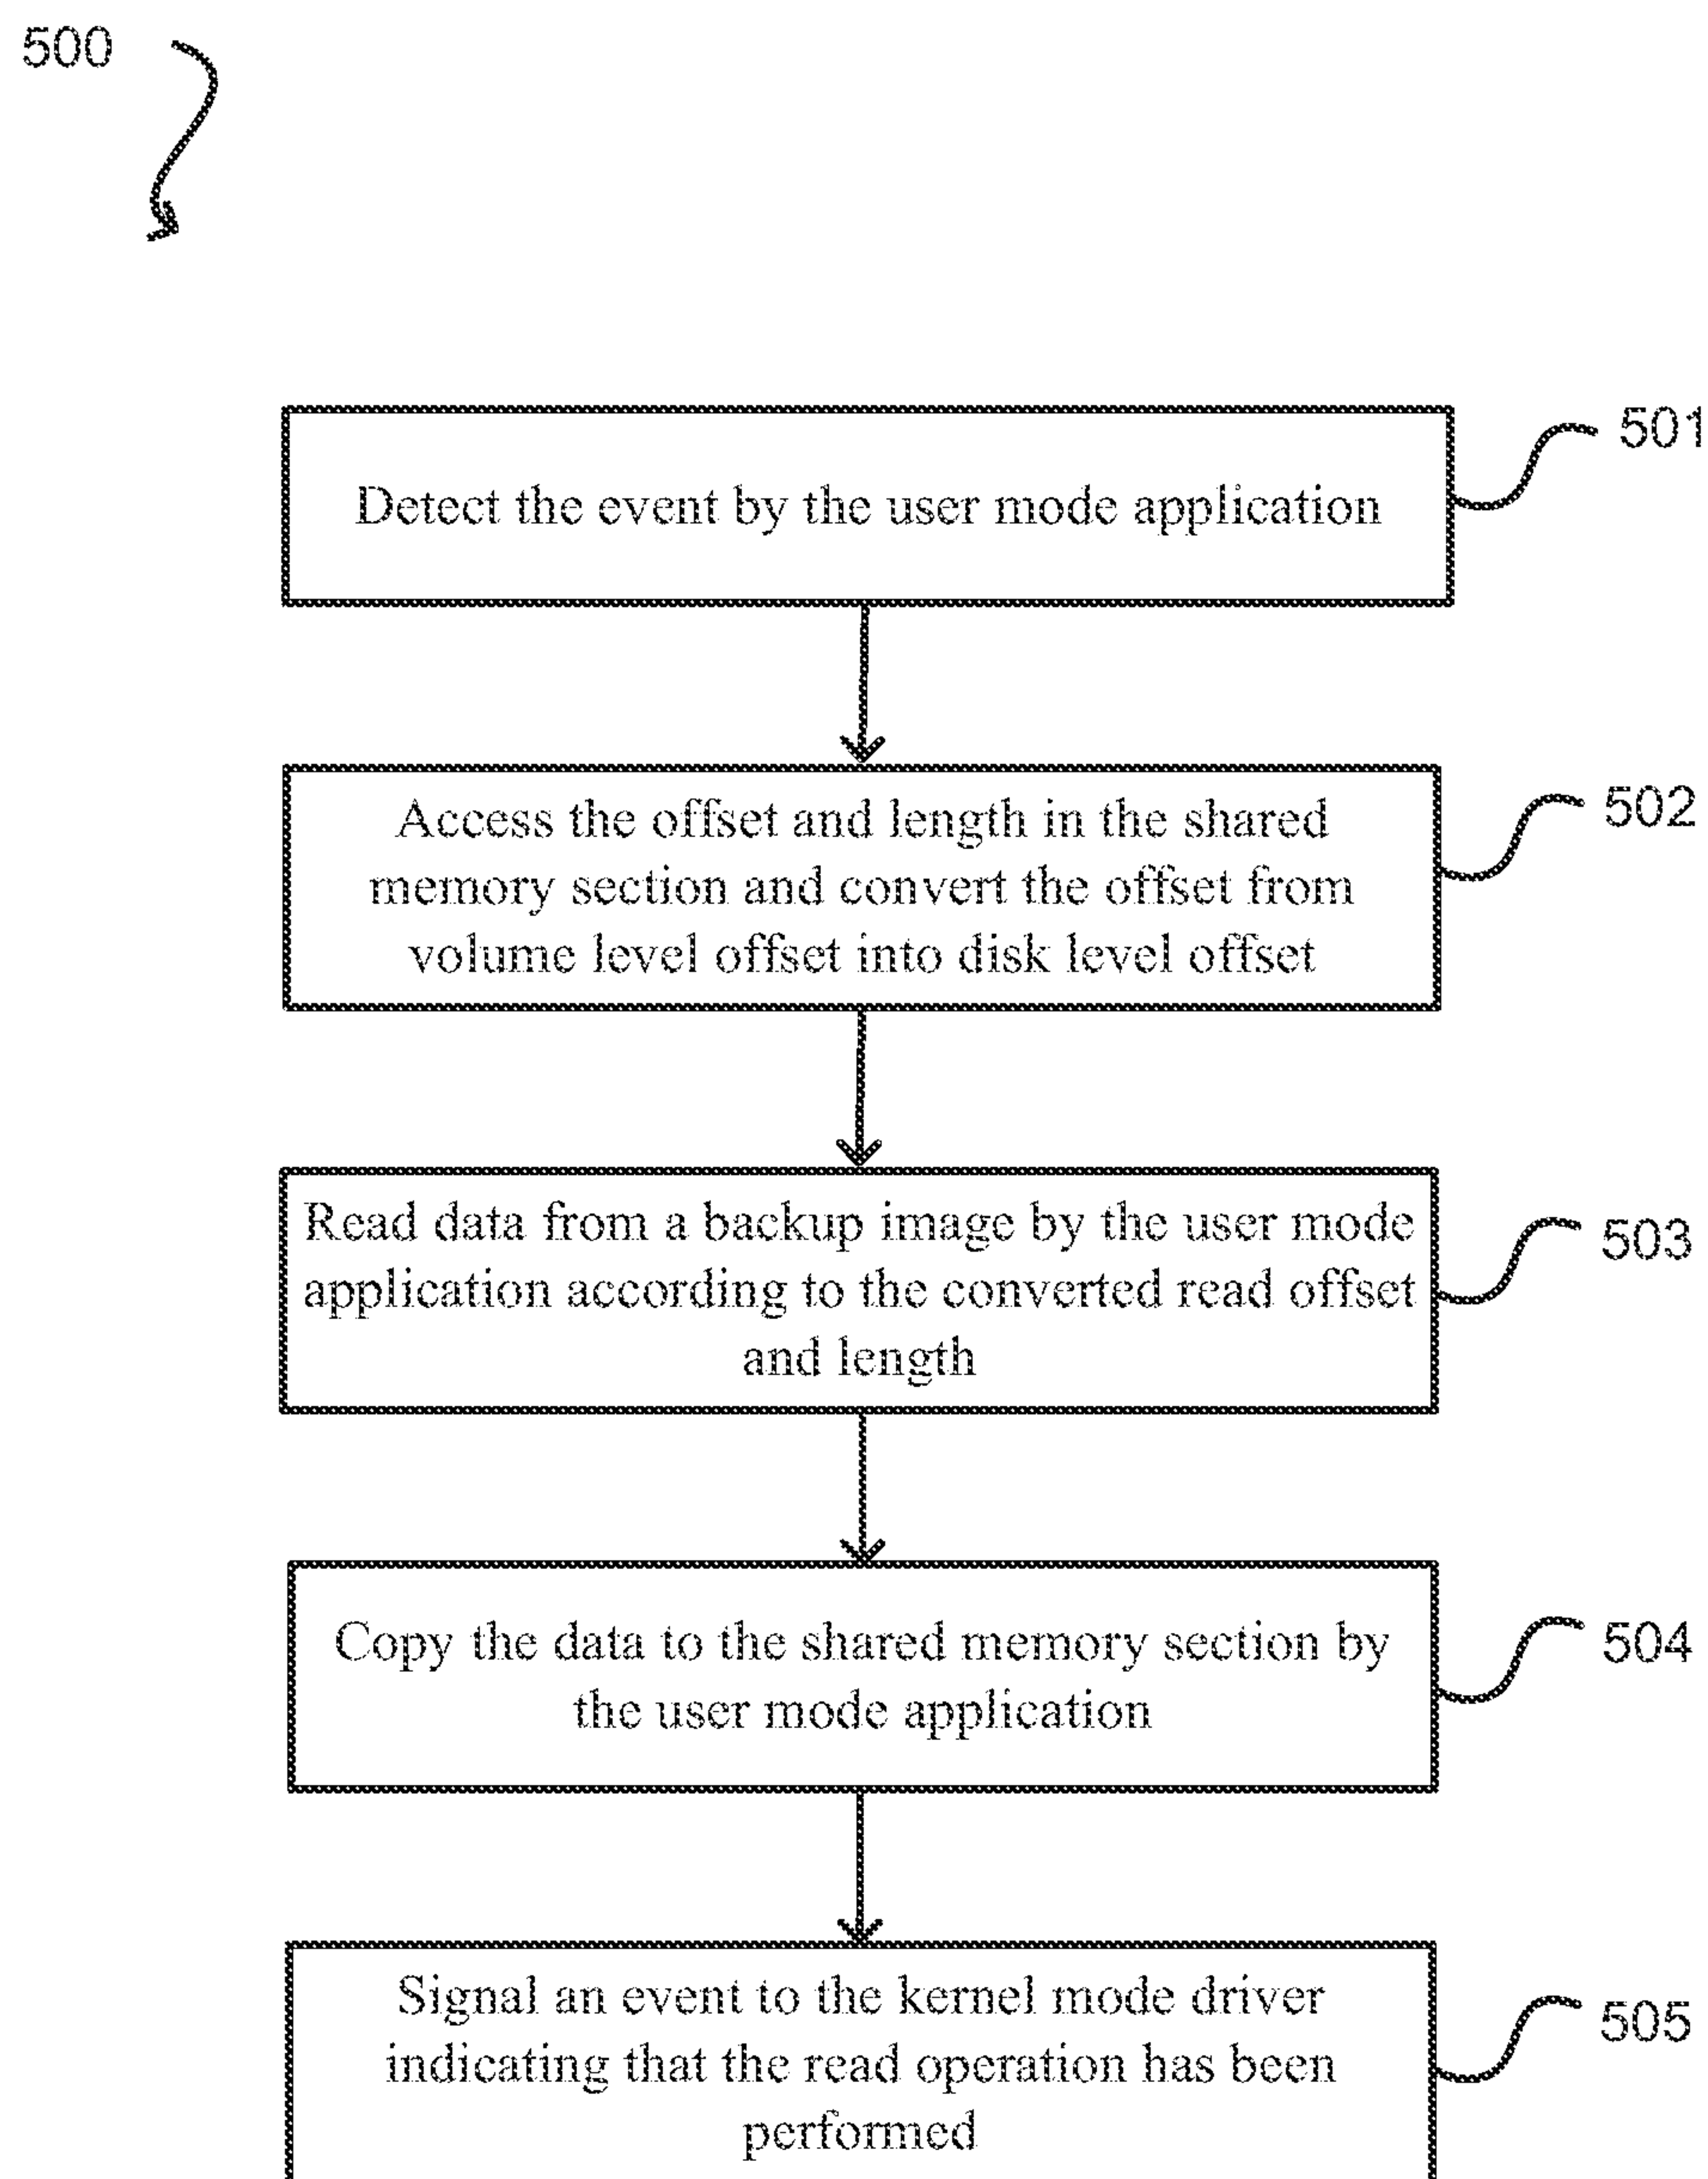 500
Detect the event by the user mode application
501
Access the offset and length in the shared
memory section and convert the offset from
volume level offset into disk level offset
502
Read data from a backup image by the user mode
application according to the converted read offset
and length
503
Copy the data to the shared memory section by
the user mode application
504
Signal an event to the kernel mode driver
indicating that the read operation has been
performed
505